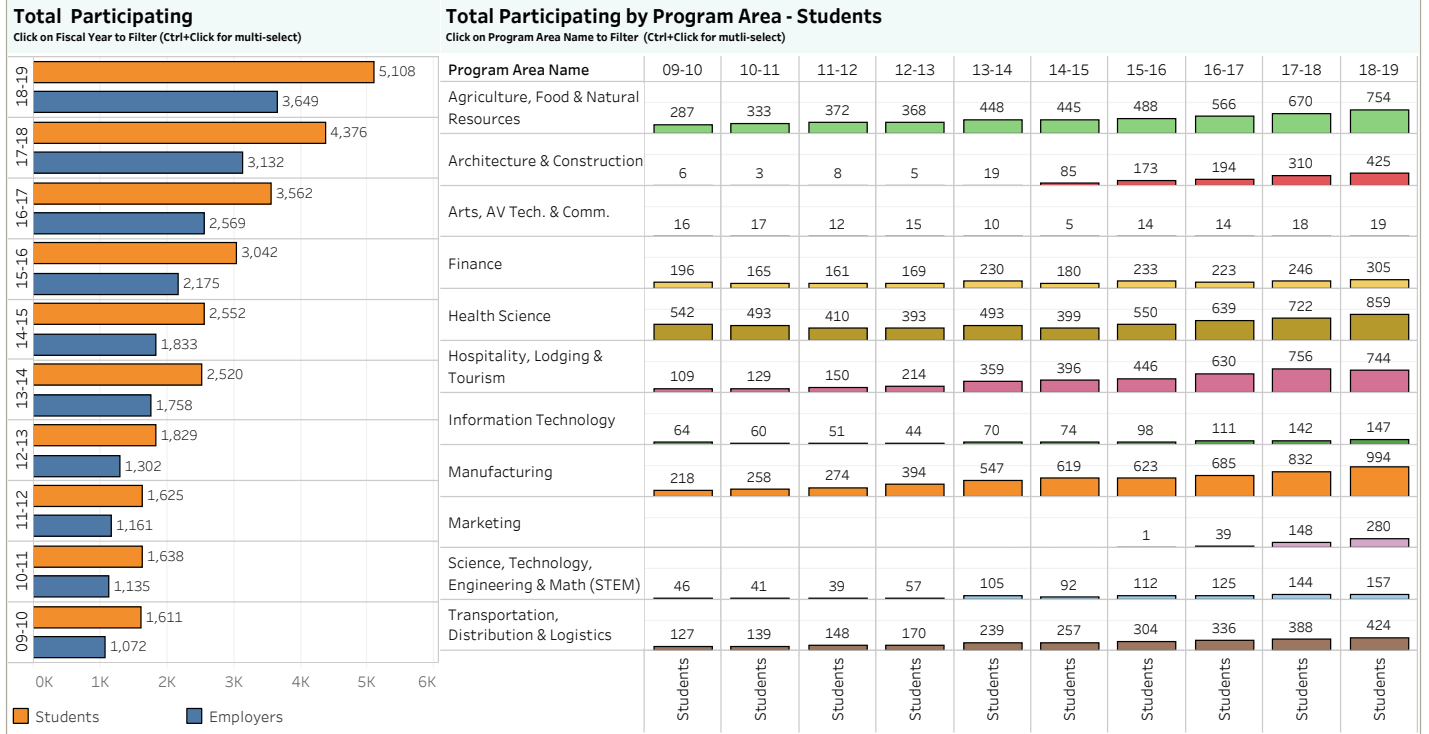 Total Participating
Click on Fiscal Year to Filter (Ctrl+Click for multi-select)
18-19
5,108
3,649
17-18
4,376
3,132
16-17
3,562
2,569
15-16
3,042
2,175
14-15
2,552
1,833
13-14
2,520
1,758
12-13
1,829
1,302
11-12
1,625
1,161
10-11
1,638
1,135
09-10
1,611
1,072
0K 1K 2K 3K 4K 5K 6K
Students Employers
Total Participating by Program Area - Students
Click on Program Area Name to Filter (Ctrl+Click for mutli-select)
Program Area Name 09-10 10-11 11-12 12-13 13-14 14-15 15-16 16-17 17-18 18-19
Agriculture, Food & Natural
Resources
287 333 372 368 448 445 488 566 670 754
Architecture & Construction
6 3 8 5 19 85 173 194 310 425
Arts, AV Tech. & Comm.
16 17 12 15 10 5 14 14 18 19
Finance
196 165 161 169 230 180 233 223 246 305
Health Science
542 493 410 393 493 399 550 639 722 859
Hospitality, Lodging &
Tourism
109 129 150 214 359 396 446 630 756 744
Information Technology
64 60 51 44 70 74 98 111 142 147
Manufacturing
218 258 274 394 547 619 623 685 832 994
Marketing
1 39 148 280
Science, Technology,
Engineering & Math (STEM)
46 41 39 57 105 92 112 125 144 157
Transportation,
Distribution & Logistics
127 139 148 170 239 257 304 336 388 424
Students Students Students Students Students Students Students Students Students Students